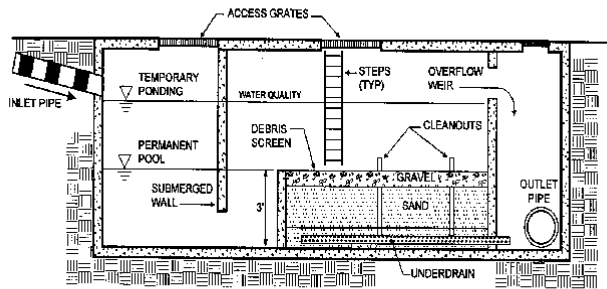 ACCESS GRATES
INLET PIPE
TEMPORARY
PONDING
WATER QUALITY
STEPS
(TYP)
OVERFLOW
WEIR
CLEANOUTS
PERMANENT
POOL
DEBRIS
SCREEN
GRAVEL
SUBMERGED
WALL
3'
SAND
OUTLET
PIPE
UNDERDRAIN